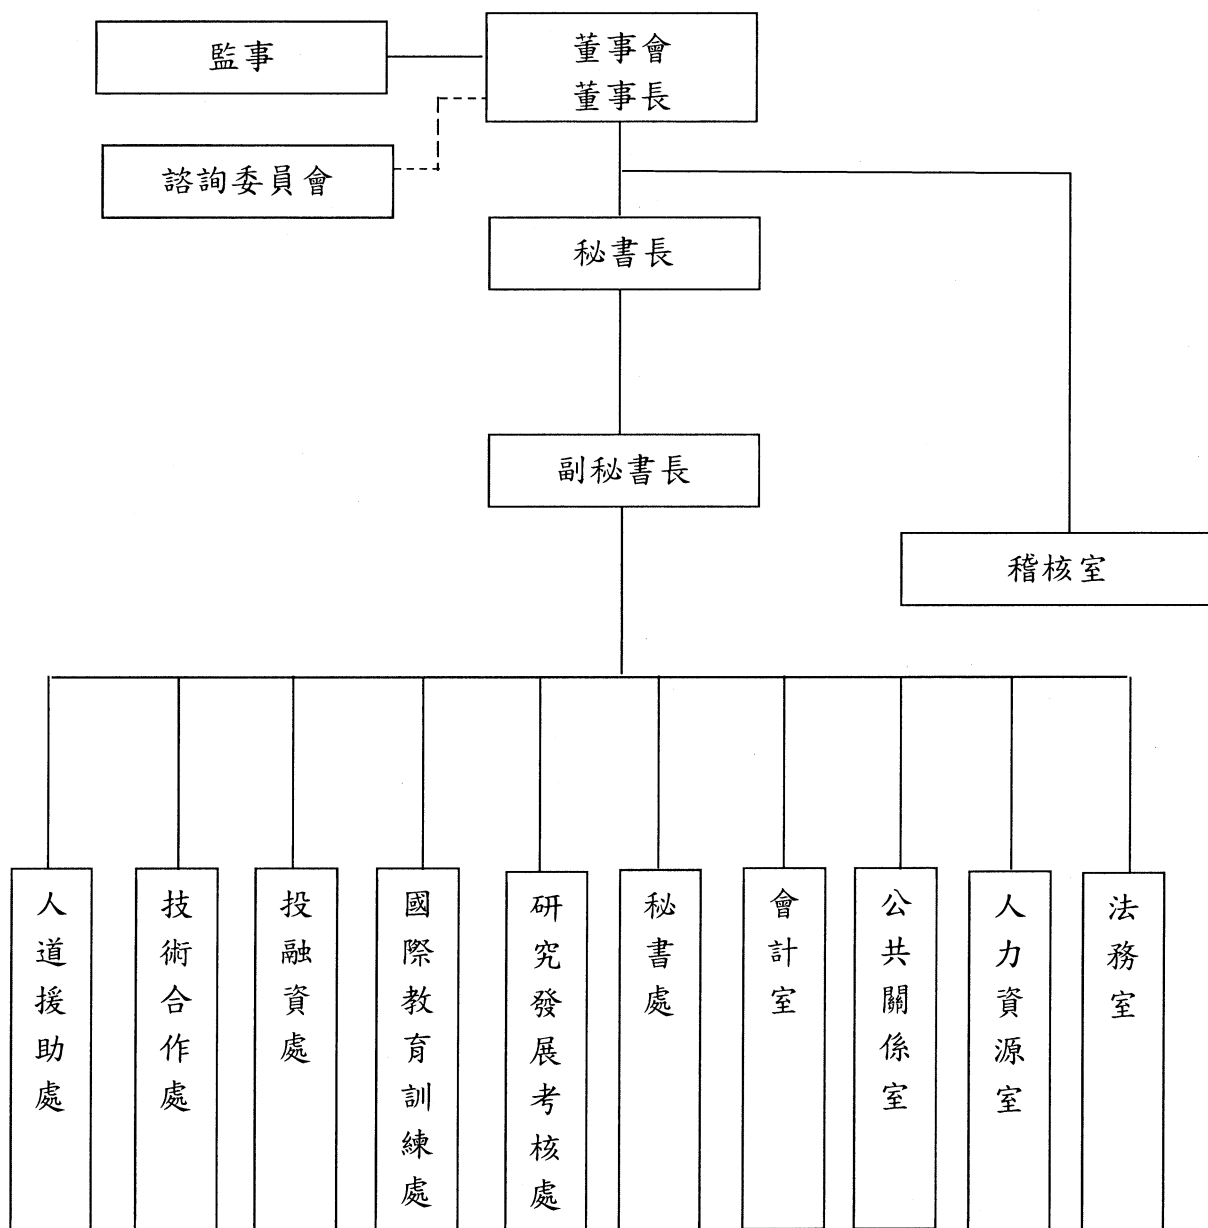 監事
董事會
董事長
諮詢委員會
秘書長
副秘書長
稽核室
人道援助處
技術合作處
投融資處
國際教育訓練處
研究發展考核處
秘書處
會計室
公共關係室
人力資源室
法務室